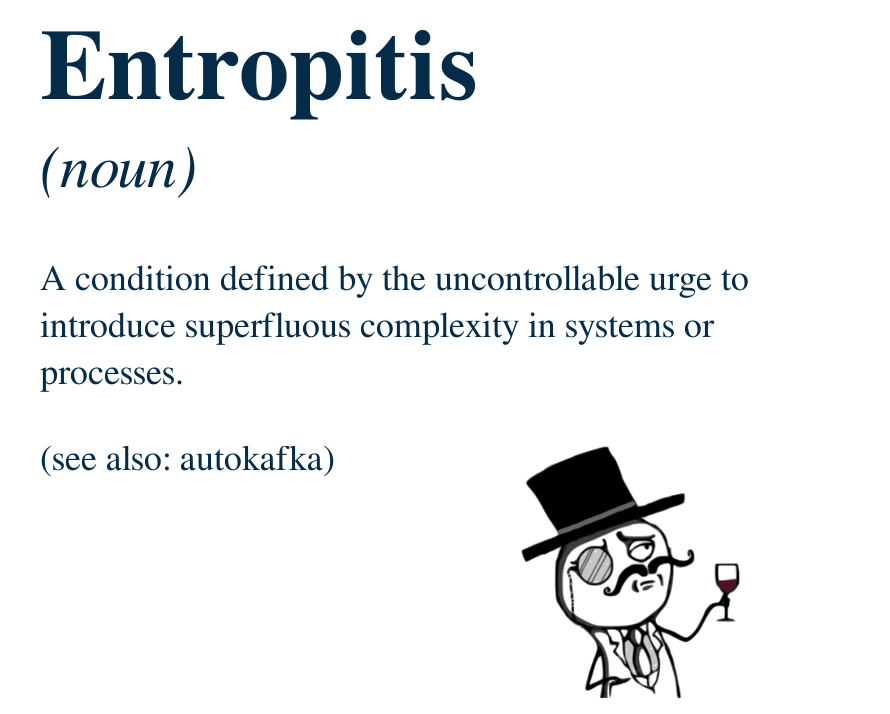 Entropitis
(noun)
A condition defined by the uncontrollable urge to
introduce superfluous complexity in systems or
processes.
(see also: autokafka)